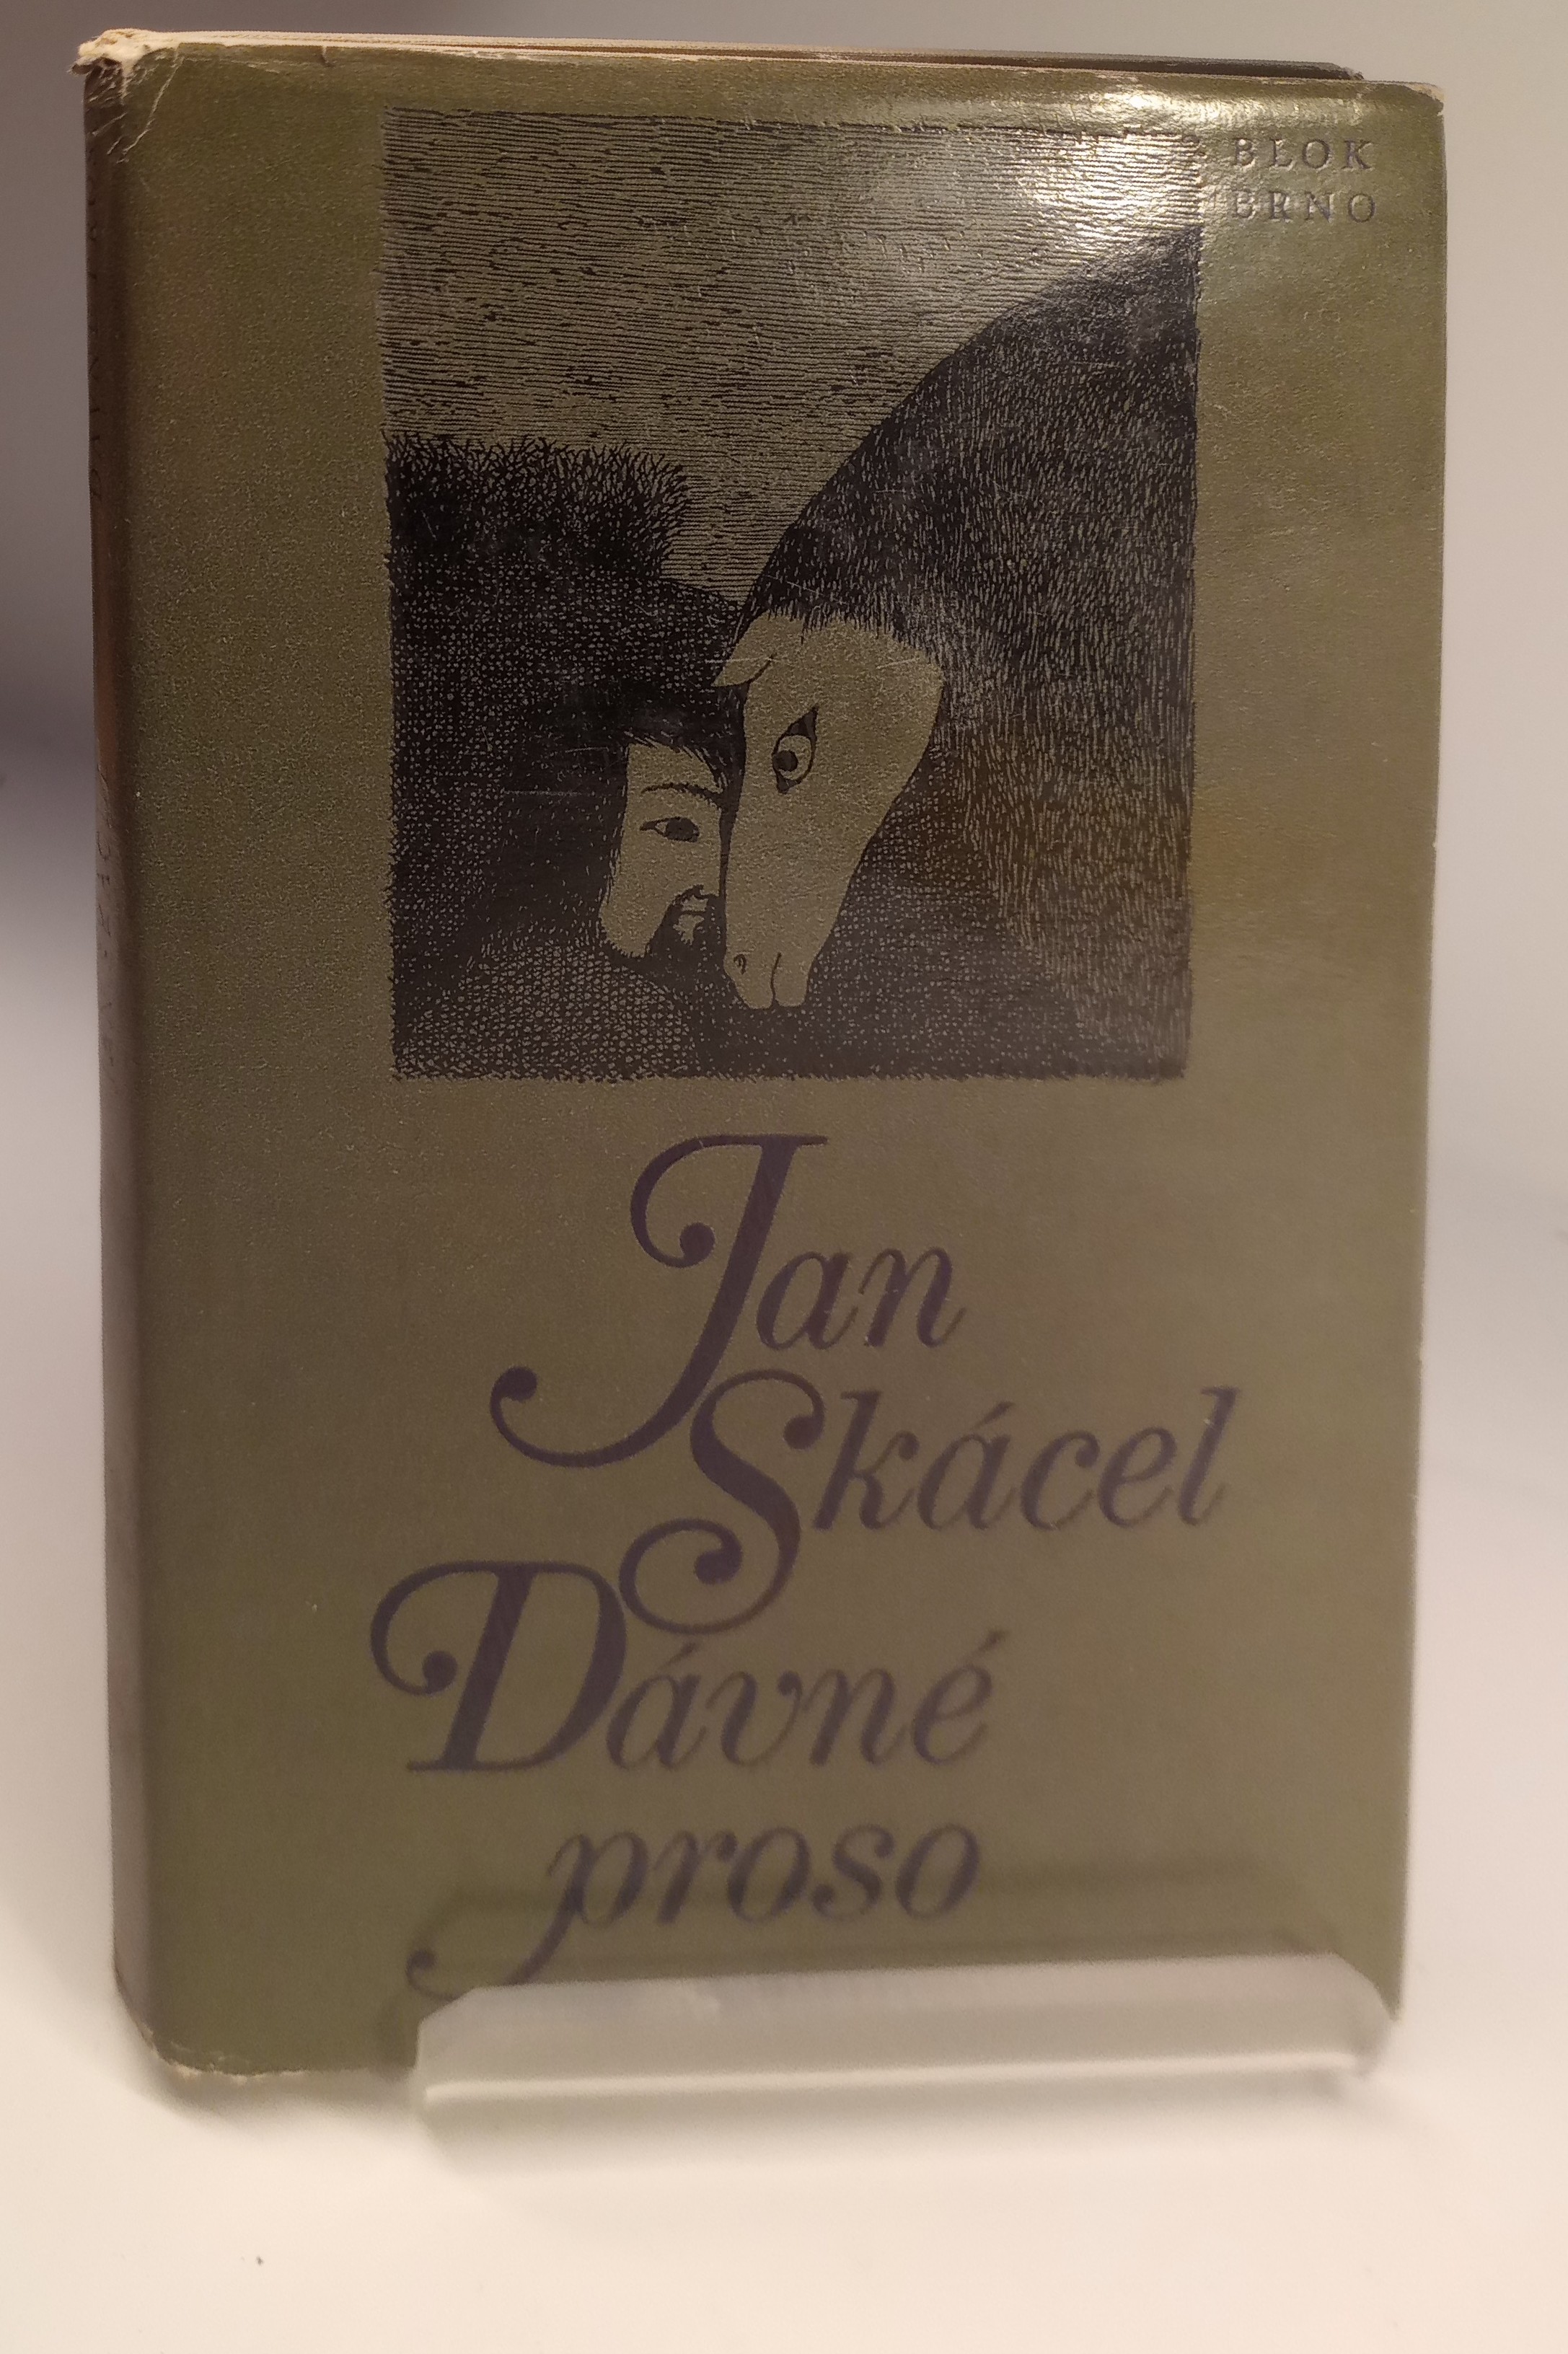 BLOK
BRNO
Jan
Skácel
Dávné
proso